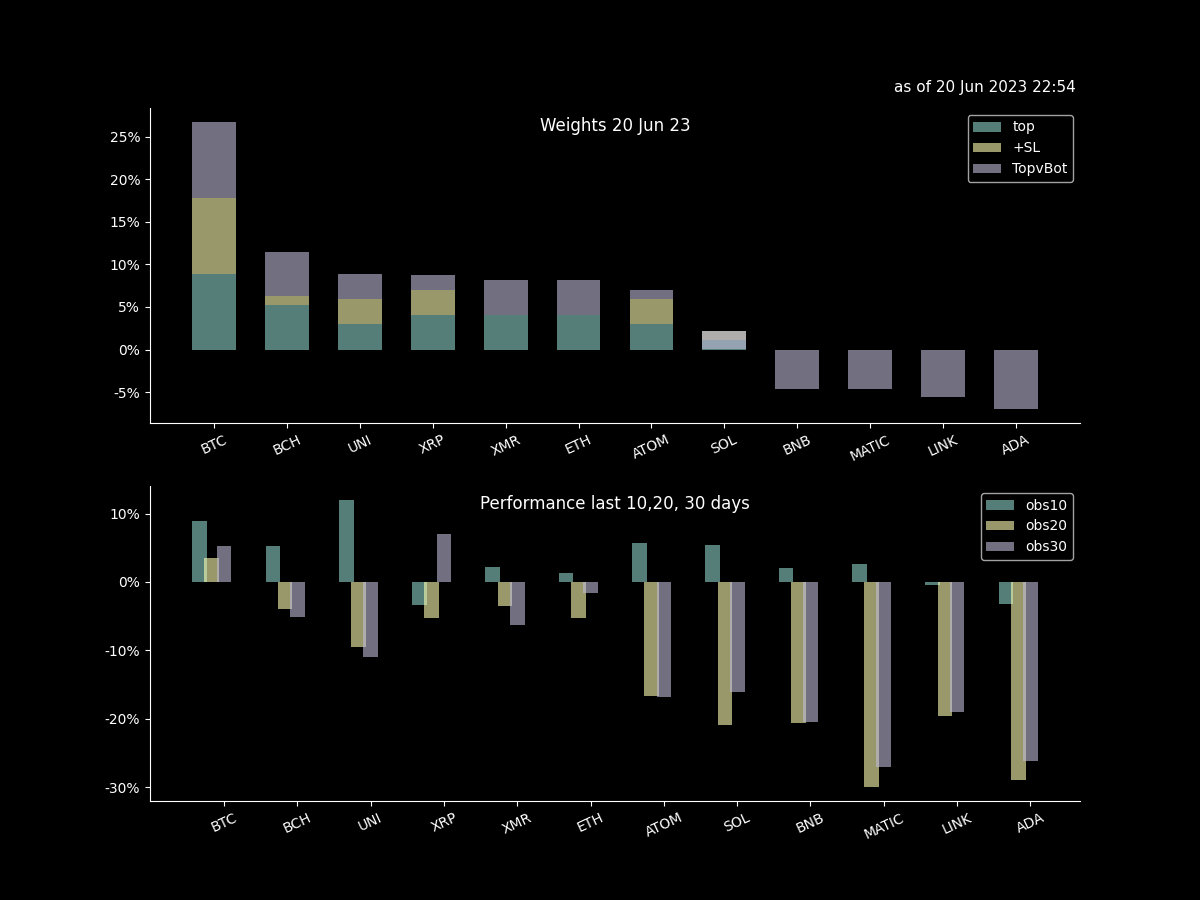 as of 20 Jun 2023 22:54
Weights 20 Jun 23
top
+SL
TopvBot
25%
20%
15%
10%
5%
0%
-5%
BTC BCH UNI XRP XMR ETH ATOM SOL BNB MATIC LINK ADA
Performance last 10,20, 30 days
obs10
obs20
obs30
10%
0%
-10%
-20%
-30%
BTC BCH UNI XRP XMR ETH ATOM SOL BNB MATIC LINK ADA